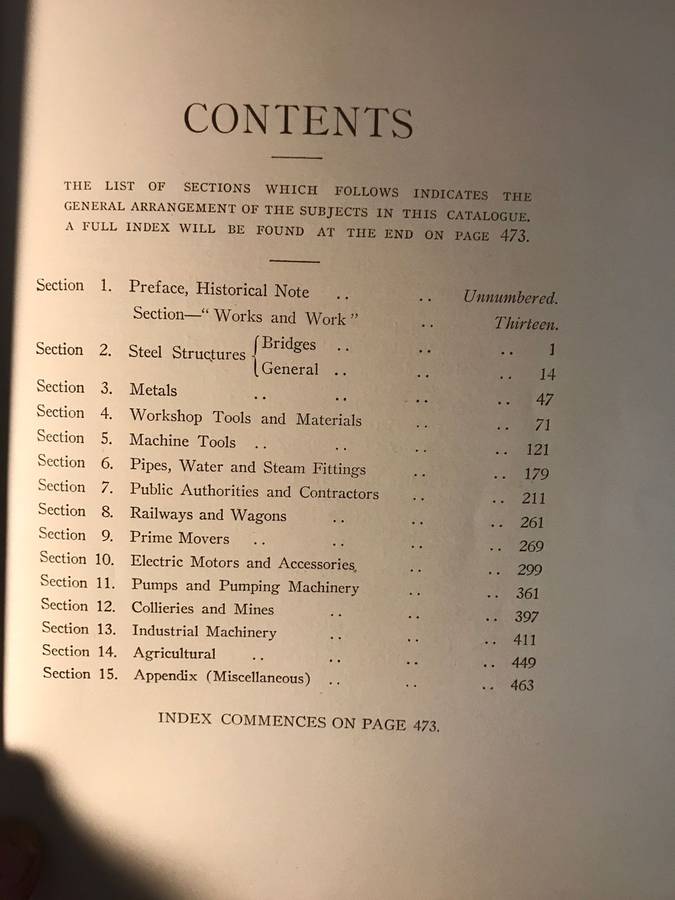 CONTENTS
THE LIST OF SECTIONS WHICH FOLLOWS INDICATES THE
GENERAL ARRANGEMENT OF THE SUBJECTS IN THIS CATALOGUE.
A FULL INDEX WILL BE FOUND AT THE END ON PAGE 473.
Section 1. Preface, Historical Note .. .. Unnumbered.
Section—“Works and Work” .. Thirteen.
Section 2. Steel Structures { Bridges .. .. .. 1
General .. .. .. 14
Section 3. Metals .. .. .. .. 47
Section 4. Workshop Tools and Materials .. .. 71
Section 5. Machine Tools .. .. .. .. 121
Section 6. Pipes, Water and Steam Fittings .. .. 179
Section 7. Public Authorities and Contractors .. .. 211
Section 8. Railways and Wagons .. .. .. 261
Section 9. Prime Movers .. .. .. .. 269
Section 10. Electric Motors and Accessories .. .. 299
Section 11. Pumps and Pumping Machinery .. .. 361
Section 12. Collieries and Mines .. .. .. 397
Section 13. Industrial Machinery .. .. .. 411
Section 14. Agricultural .. .. .. .. 449
Section 15. Appendix (Miscellaneous) .. .. .. 463
INDEX COMMENCES ON PAGE 473.